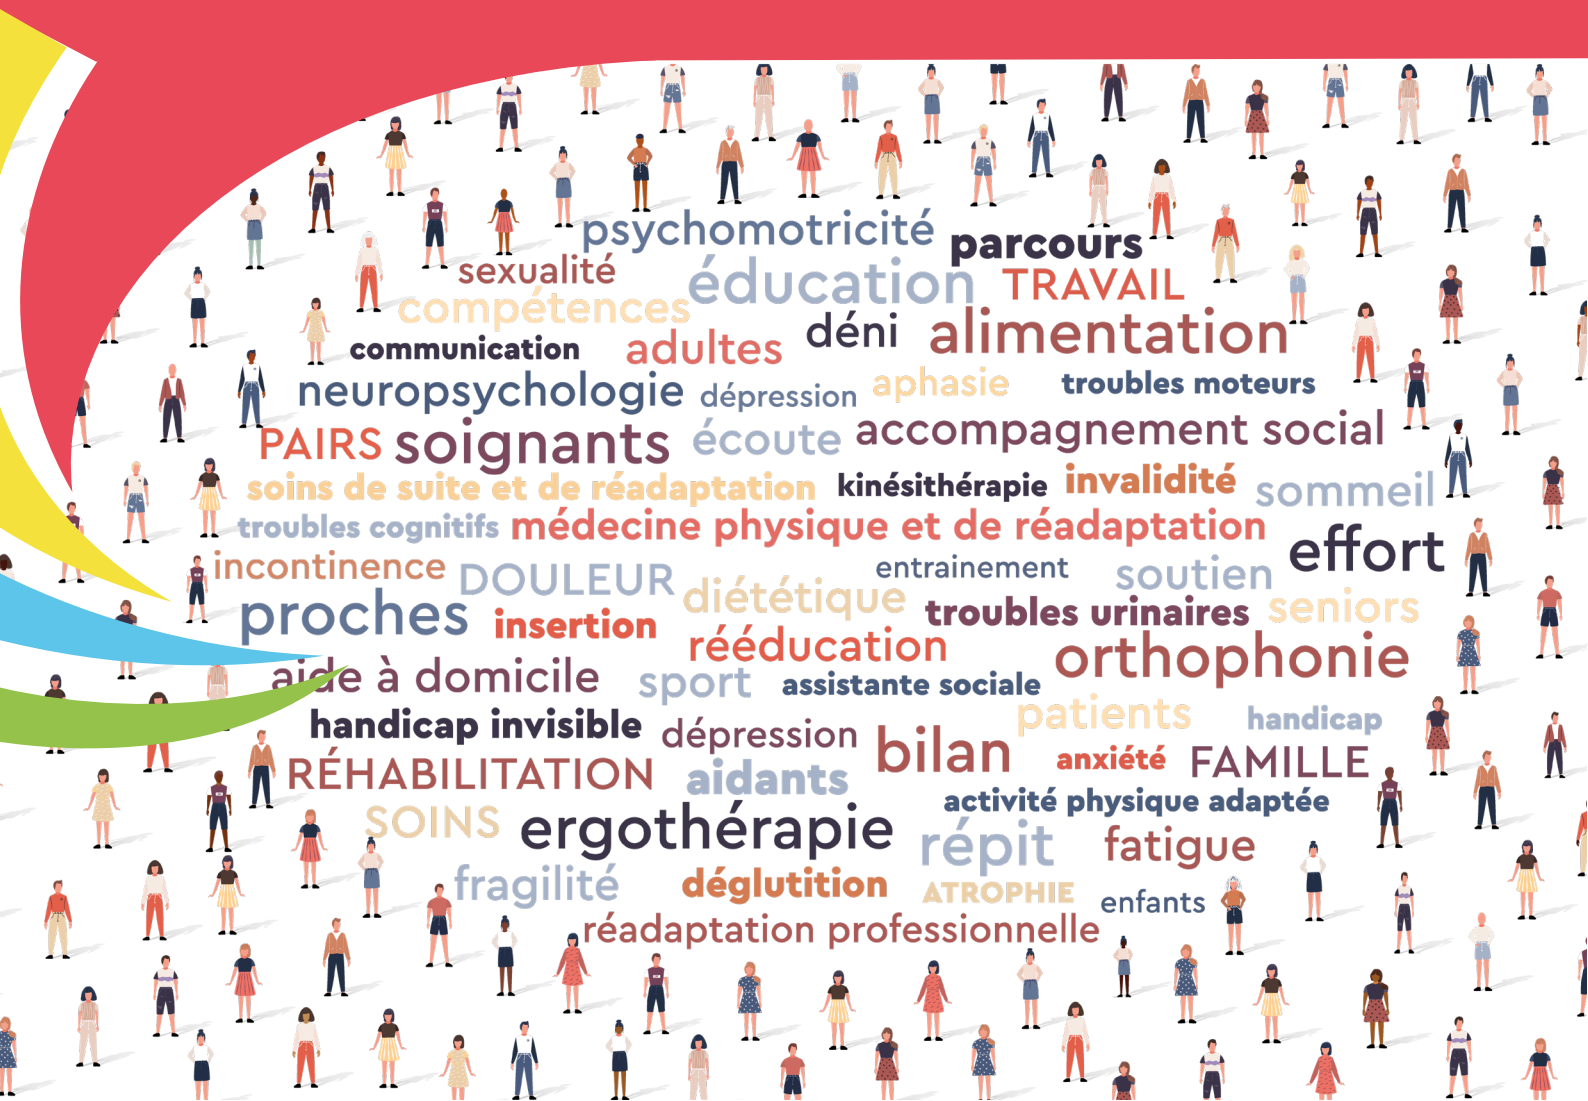 psychomotricité parcours
sexualité éducation TRAVAIL
compétences
communication adultes déni alimentation
neuropsychologie dépression aphasie troubles moteurs
PAIRS soignants écoute accompagnement social
soins de suite et de réadaptation kinésithérapie invalidité sommeil
troubles cognitifs médecine physique et de réadaptation effort
incontinence DOULEUR diététique entrainement soutien
proches insertion troubles urinaires seniors
rééducation orthophonie
aide à domicile sport assistante sociale
handicap invisible dépression patients handicap
RÉHABILITATION aidants bilan anxiété FAMILLE
SOINS ergothérapie activité physique adaptée
répit fatigue
fragilité déglutition ATROPHIE enfants
réadaptation professionnelle